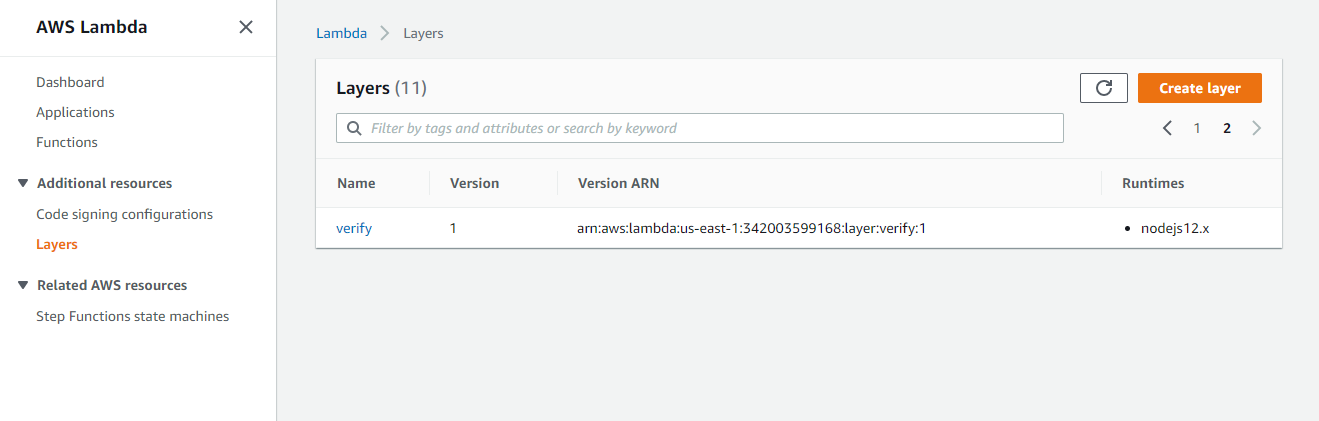 AWS Lambda
Dashboard
Applications
Functions
Additional resources
Code signing configurations
Layers
Related AWS resources
Step Functions state machines
Lambda > Layers
Layers (11)
Create layer
Filter by tags and attributes or search by keyword
1 2
Name Version Version ARN Runtimes
verify 1 arn:aws:lambda:us-east-1:342003599168:layer:verify:1 • nodejs12.x